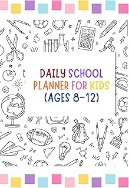 DAILY SCHOOL
PLANNER FOR KIDS
(AGES 8-12)